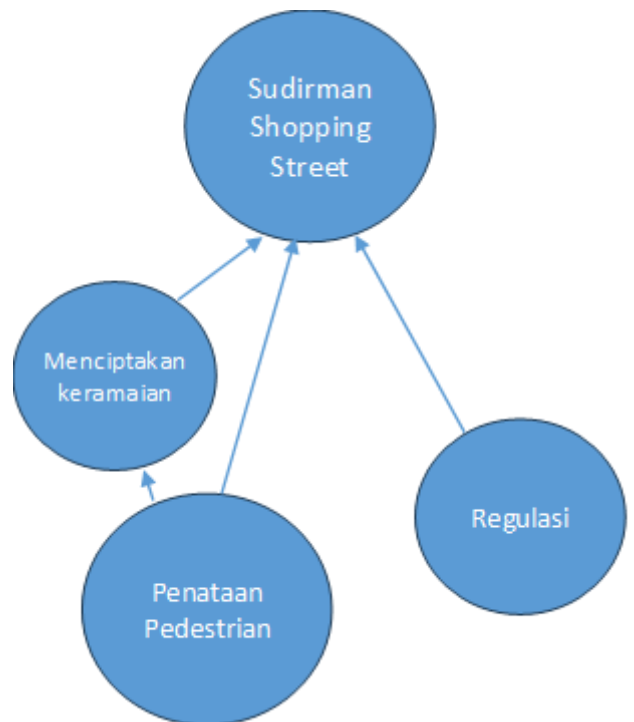 Sudirman
Shopping
Street
Menciptakan
keramaian
Regulasi
Penataan
Pedestrian